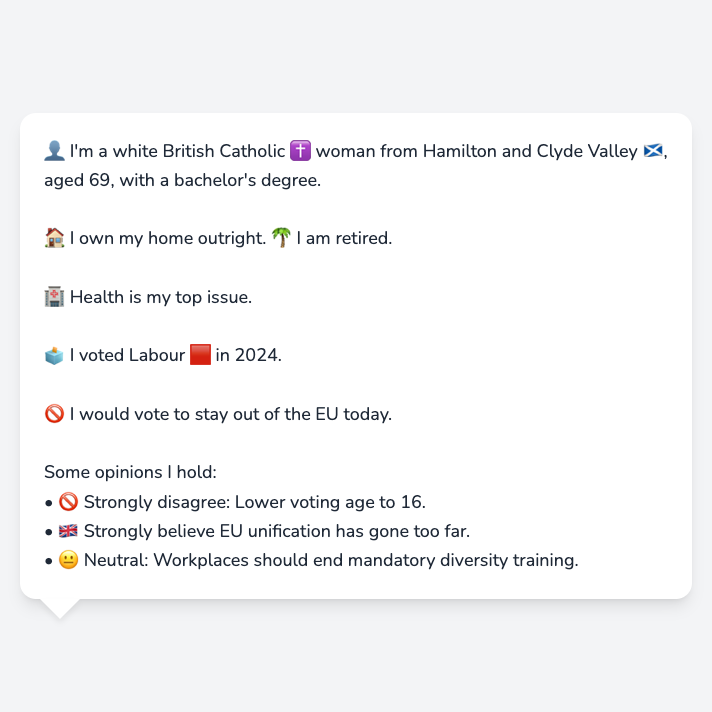 👤 I'm a white British Catholic ✝️ woman from Hamilton and Clyde Valley 🏴󠁧󠁢󠁳󠁣󠁴󠁿,
aged 69, with a bachelor's degree.
🏠 I own my home outright. 🌴 I am retired.
🏥 Health is my top issue.
🗳️ I voted Labour 🟥 in 2024.
🚫 I would vote to stay out of the EU today.
Some opinions I hold:
• 🚫 Strongly disagree: Lower voting age to 16.
• 🇬🇧 Strongly believe EU unification has gone too far.
• 😐 Neutral: Workplaces should end mandatory diversity training.